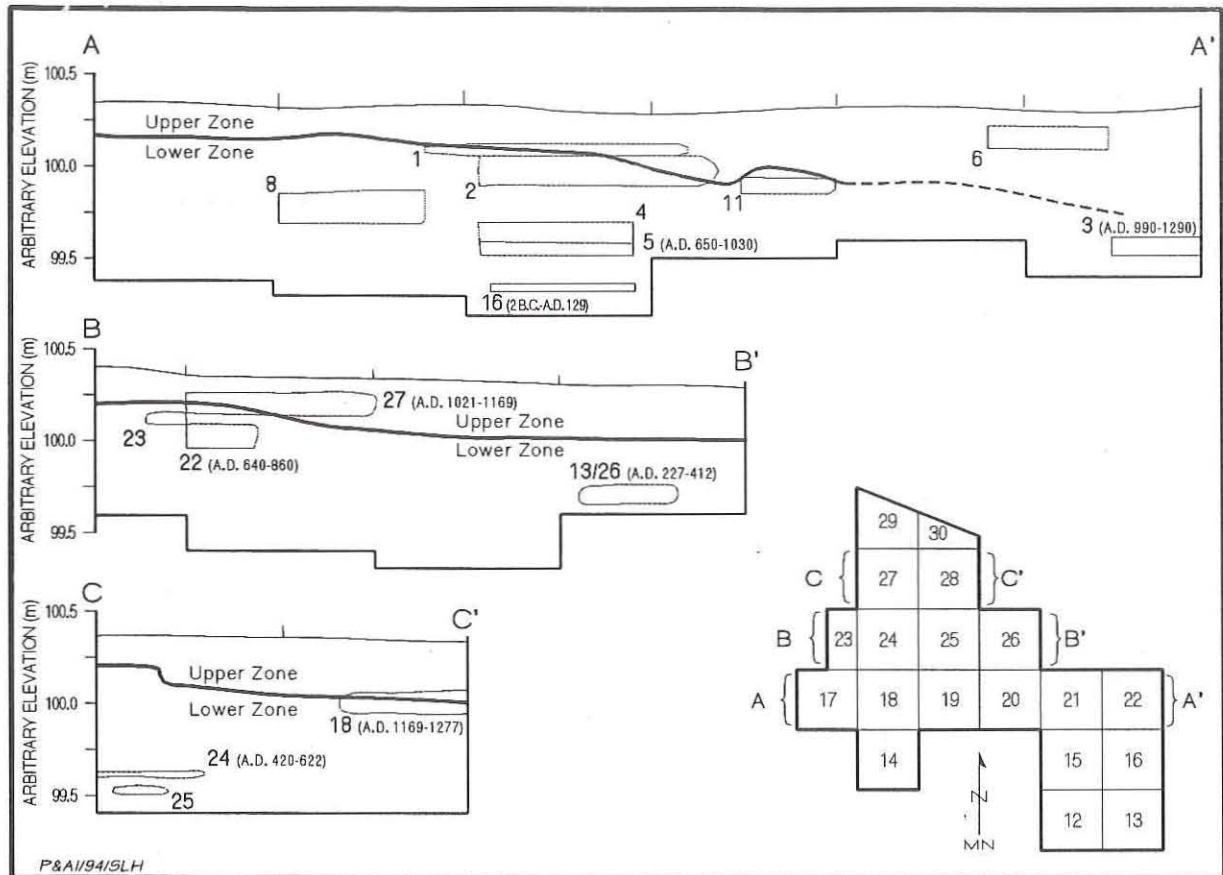 A A'
ARBITRARY ELEVATION (m)
100.5
100.0
99.5
Upper Zone
Lower Zone
1
2
8
4
5 (A.D. 650-1030)
16 (2 B.C.-A.D. 129)
11
6
3 (A.D. 990-1290)
B B'
ARBITRARY ELEVATION (m)
100.5
100.0
99.5
27 (A.D. 1021-1169)
Upper Zone
Lower Zone
23
22 (A.D. 640-860)
13/26 (A.D. 227-412)
C C'
ARBITRARY ELEVATION (m)
100.5
100.0
99.5
Upper Zone
Lower Zone
18 (A.D. 1169-1277)
24 (A.D. 420-622)
25
29 30
C 27 28 C'
B 23 24 25 26 B'
A 17 18 19 20 21 22 A'
14 15 16
12 13
N
MN
P&AI/94/SLH